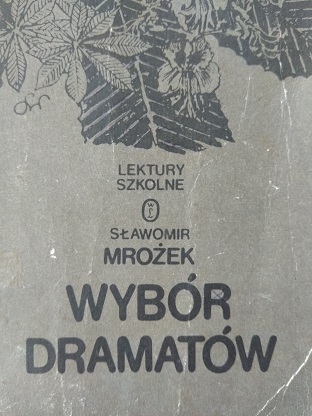 LEKTURY
SZKOLNE
SŁAWOMIR
MROŻEK
WYBÓR
DRAMATÓW